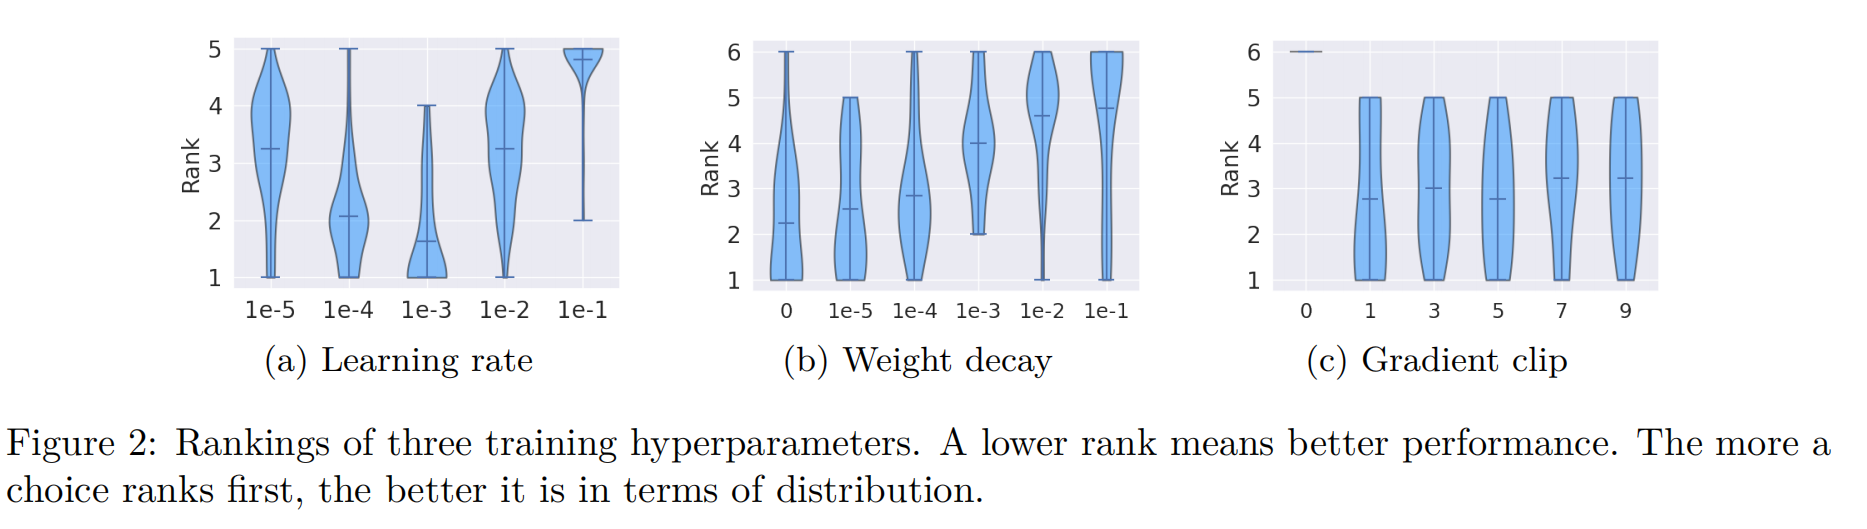 5
4
3
2
1
Rank
1e-5 1e-4 1e-3 1e-2 1e-1
(a) Learning rate
6
5
4
3
2
1
Rank
0 1e-5 1e-4 1e-3 1e-2 1e-1
(b) Weight decay
6
5
4
3
2
1
Rank
0 1 3 5 7 9
(c) Gradient clip
Figure 2: Rankings of three training hyperparameters. A lower rank means better performance. The more a
choice ranks first, the better it is in terms of distribution.